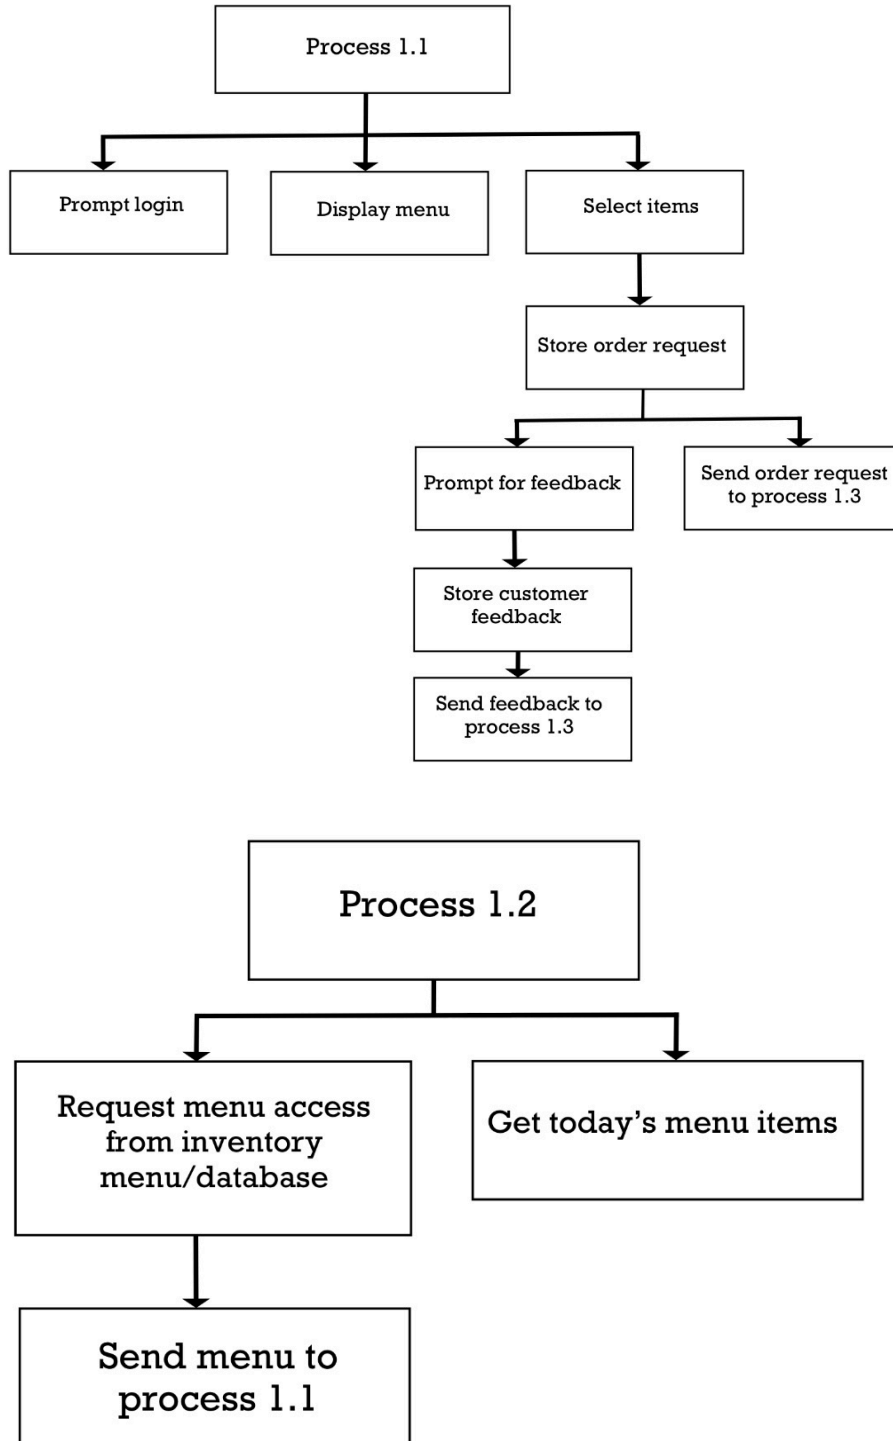 Process 1.1
Prompt login
Display menu
Select items
Store order request
Prompt for feedback
Send order request
to process 1.3
Store customer
feedback
Send feedback to
process 1.3
Process 1.2
Request menu access
from inventory
menu/database
Get today’s menu items
Send menu to
process 1.1